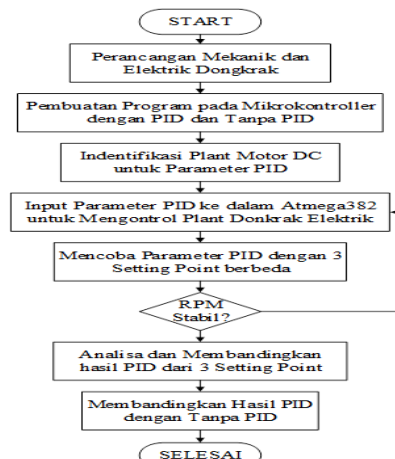 START
Perancangan Mekanik dan
Elektrik Dongkrak
Pembuatan Program pada Mikrokontroller
dengan PID dan Tanpa PID
Indentifikasi Plant Motor DC
untuk Parameter PID
Input Parameter PID ke dalam Atmega382
untuk Mengontrol Plant Donkrak Elektrik
Mencoba Parameter PID dengan 3
Setting Point berbeda
RPM
Stabil?
Analisa dan Membandingkan
hasil PID dari 3 Setting Point
Membandingkan Hasil PID
dengan Tanpa PID
SELESAI